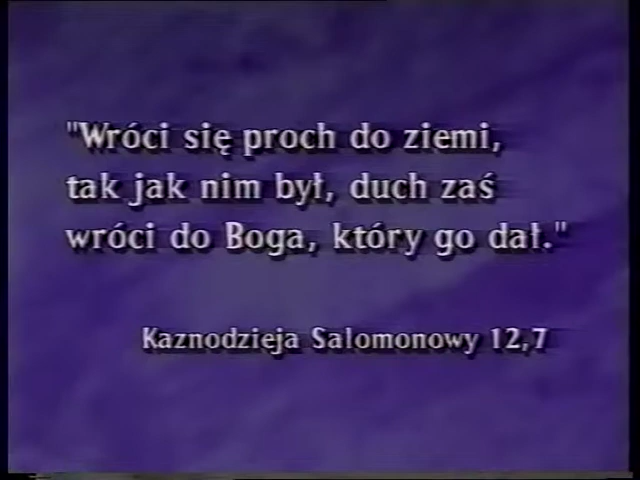 "Wróci się proch do ziemi,
tak jak nim był, duch zaś
wróci do Boga, który go dał."
Kaznodzieja Salomonowy 12,7